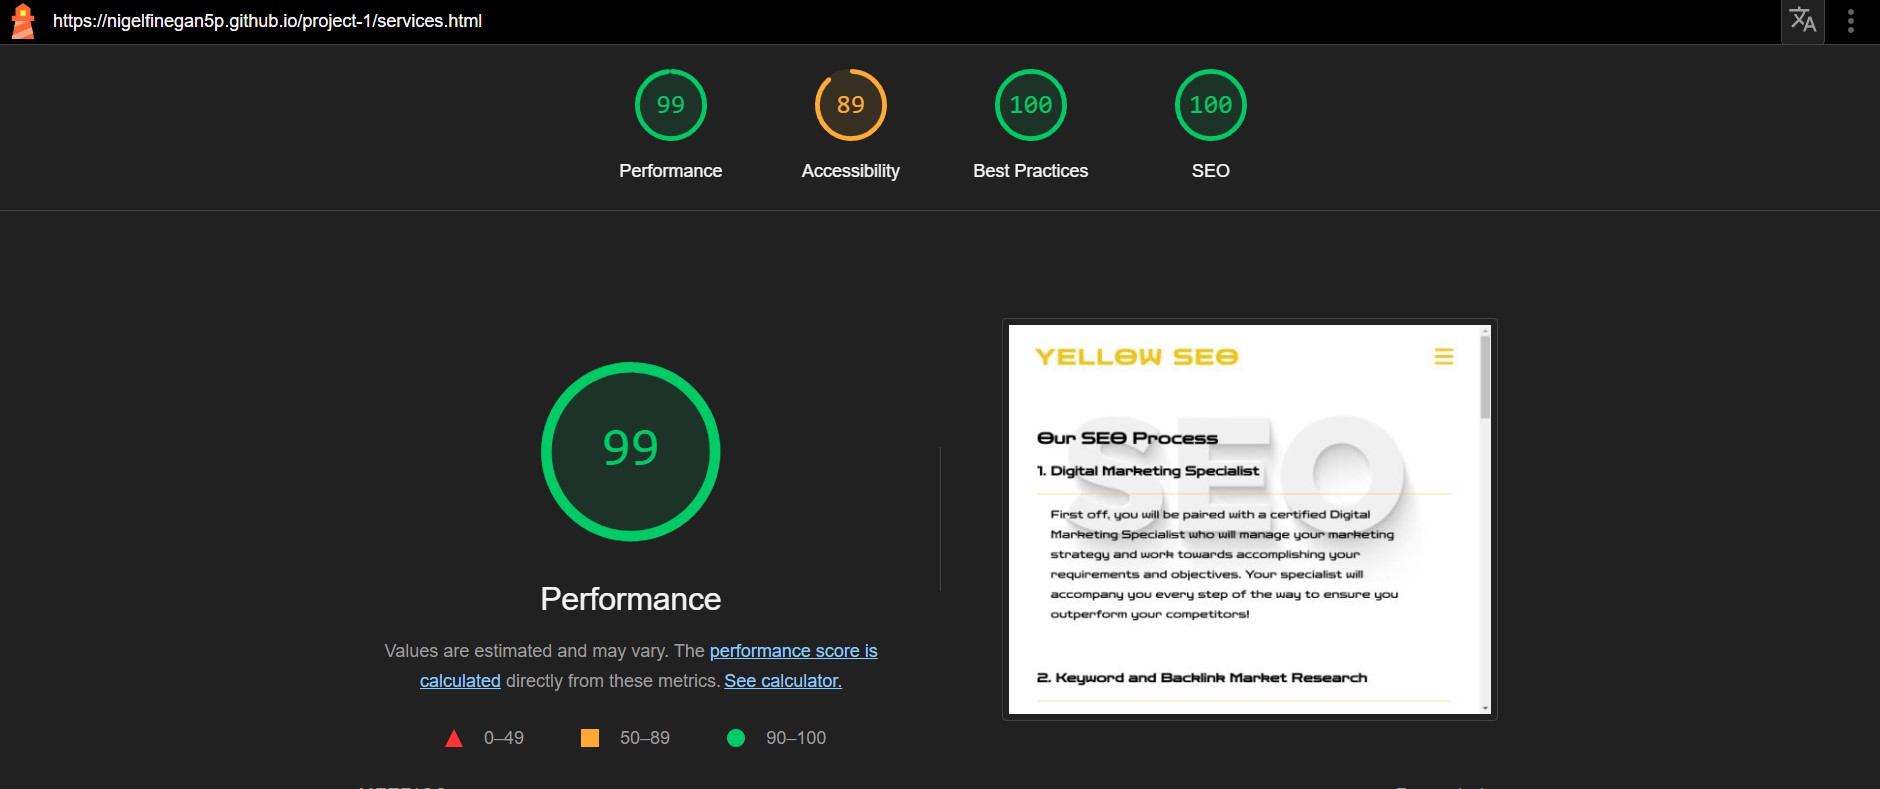 https://nigelfinegan5p.github.io/project-1/services.html
99
89
100
100
Performance
Accessibility
Best Practices
SEO
99
Performance
Values are estimated and may vary. The performance score is
calculated directly from these metrics. See calculator.
0–49
50–89
90–100
YELLOW SEO
SEO
Our SEO Process
1. Digital Marketing Specialist
First off, you will be paired with a certified Digital
Marketing Specialist who will manage your marketing
strategy and work towards accomplishing your
requirements and objectives. Your specialist will
accompany you every step of the way to ensure you
outperform your competitors!
2. Keyword and Backlink Market Research